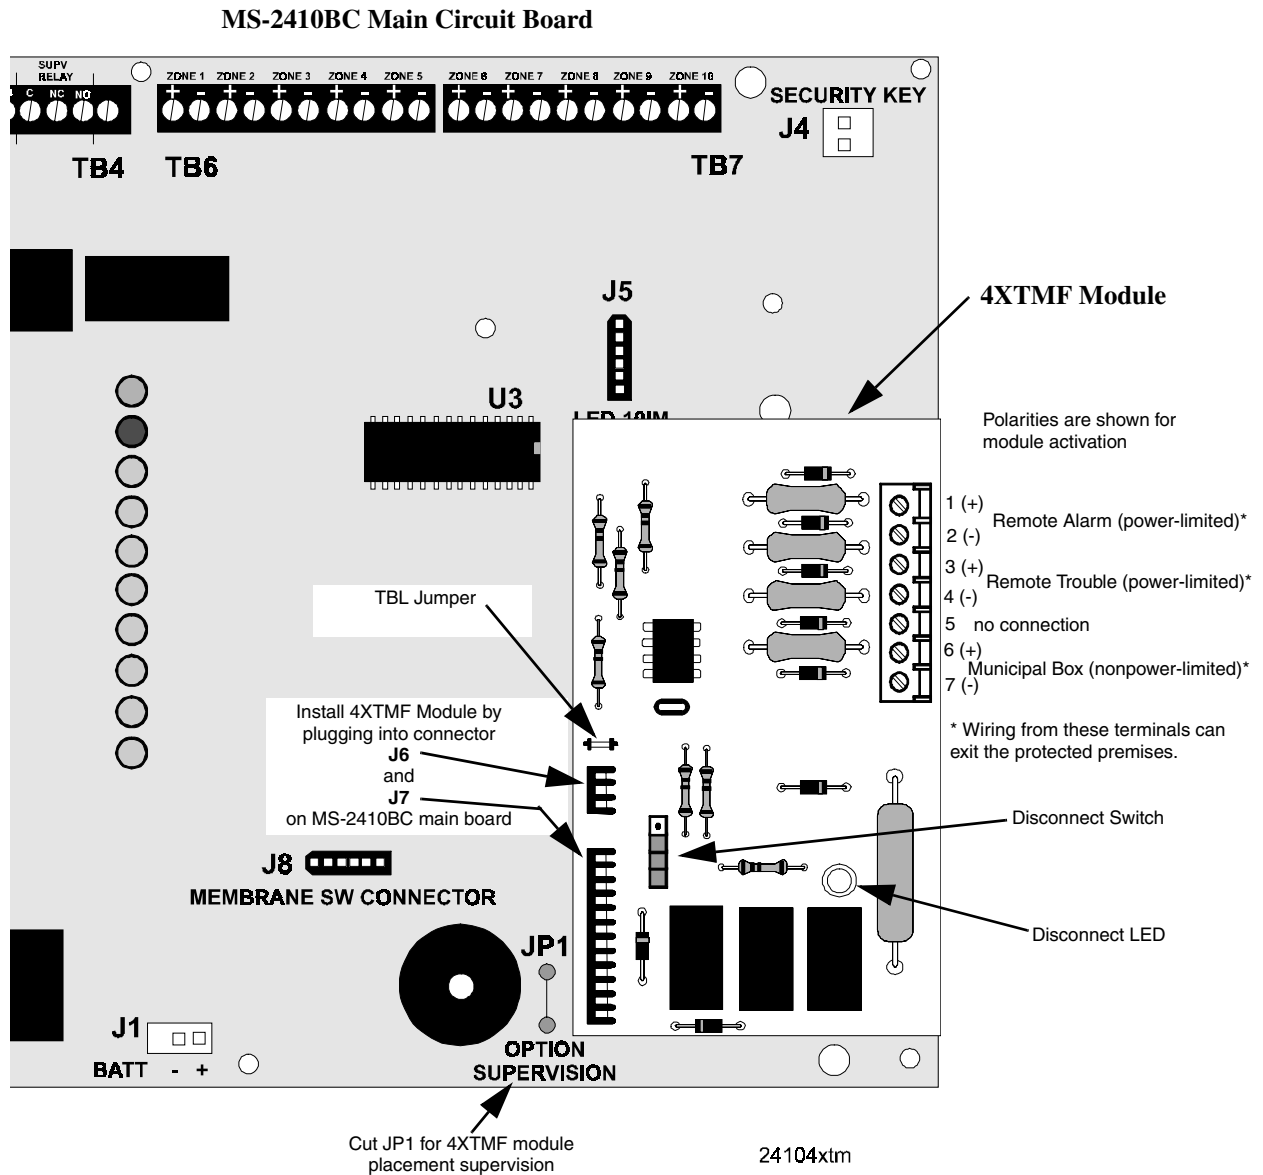 MS-2410BC Main Circuit Board
SUPV
RELAY
C NC NO
ZONE 1 ZONE 2 ZONE 3 ZONE 4 ZONE 5 ZONE 6 ZONE 7 ZONE 8 ZONE 9 ZONE 10
+ - + - + - + - + - + - + - + - + - + -
SECURITY KEY
J4
TB4 TB6 TB7
J5
4XTMF Module
U3
LED-10IM
Polarities are shown for
module activation
1 (+)
Remote Alarm (power-limited)*
2 (-)
3 (+)
Remote Trouble (power-limited)*
4 (-)
5 no connection
6 (+)
Municipal Box (nonpower-limited)*
7 (-)
* Wiring from these terminals can
exit the protected premises.
TBL Jumper
Install 4XTMF Module by
plugging into connector
J6
and
J7
on MS-2410BC main board
Disconnect Switch
J8
MEMBRANE SW CONNECTOR
Disconnect LED
JP1
J1
BATT - +
OPTION
SUPERVISION
Cut JP1 for 4XTMF module
placement supervision
24104xtm